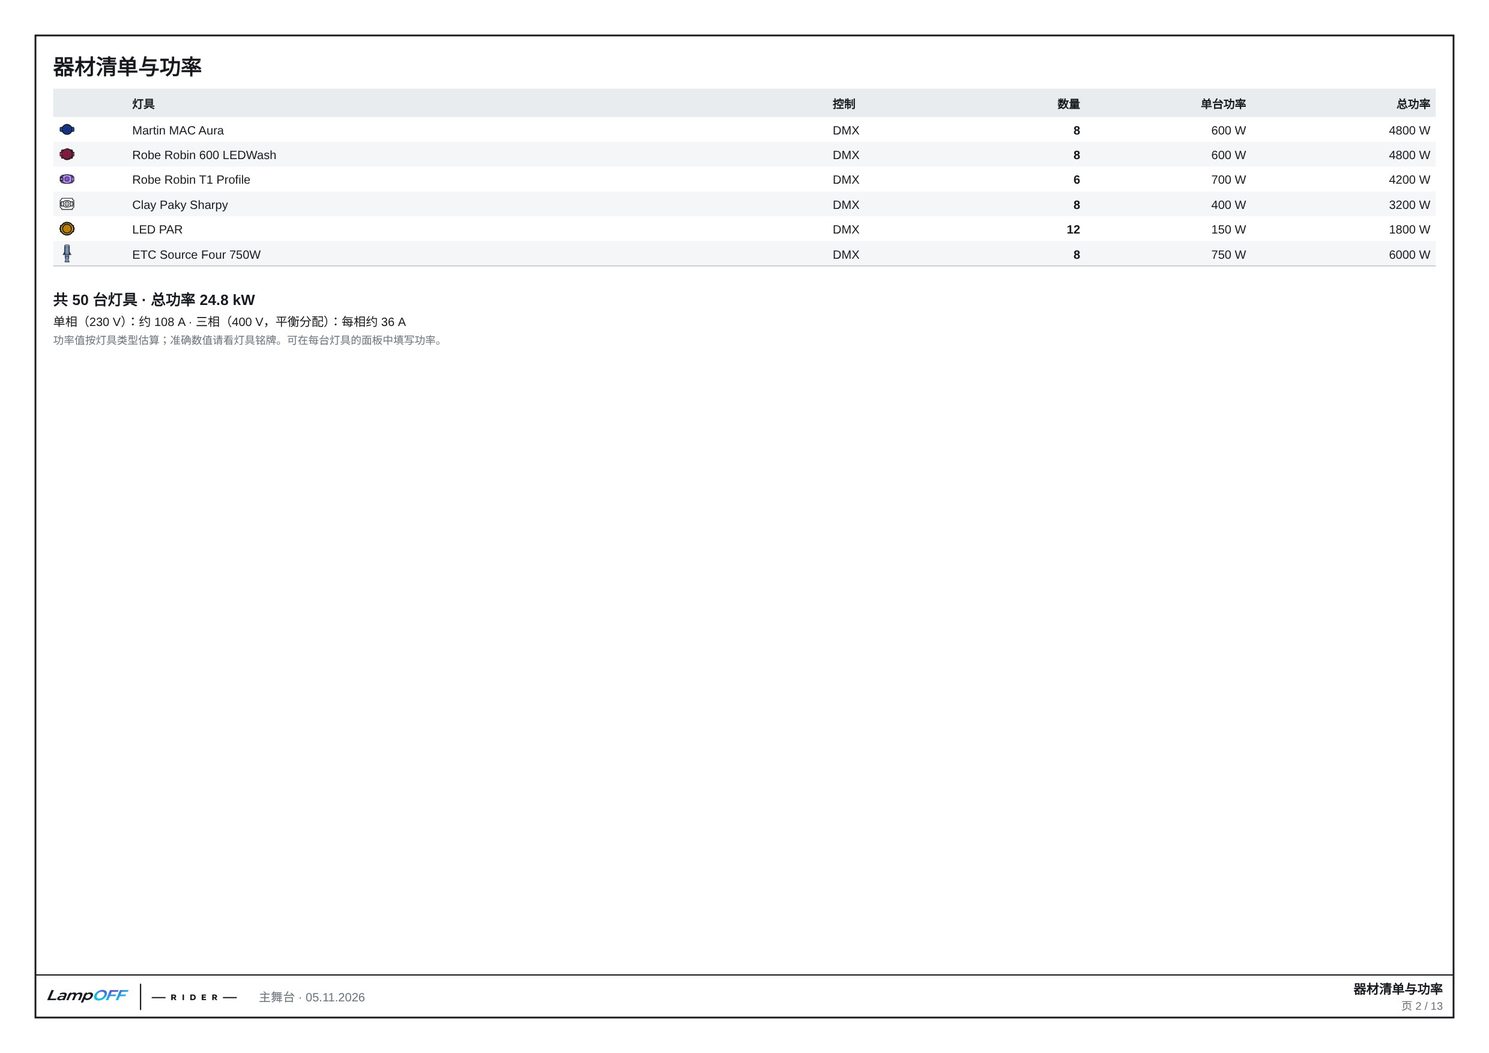 器材清单与功率
灯具 控制 数量 单台功率 总功率
Martin MAC Aura DMX 8 600 W 4800 W
Robe Robin 600 LEDWash DMX 8 600 W 4800 W
Robe Robin T1 Profile DMX 6 700 W 4200 W
Clay Paky Sharpy DMX 8 400 W 3200 W
LED PAR DMX 12 150 W 1800 W
ETC Source Four 750W DMX 8 750 W 6000 W
共 50 台灯具 · 总功率 24.8 kW
单相（230 V）：约 108 A · 三相（400 V，平衡分配）：每相约 36 A
功率值按灯具类型估算；准确数值请看灯具铭牌。可在每台灯具的面板中填写功率。
LampOFF — RIDER — 主舞台 · 05.11.2026
器材清单与功率
页 2 / 13